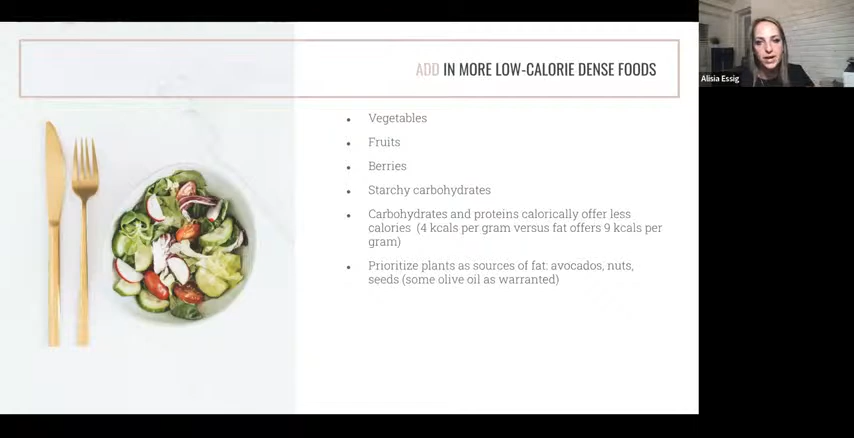 ADD IN MORE LOW-CALORIE DENSE FOODS
Alisia Essig
• Vegetables
• Fruits
• Berries
• Starchy carbohydrates
• Carbohydrates and proteins calorically offer less
calories (4 kcals per gram versus fat offers 9 kcals per
gram)
• Prioritize plants as sources of fat: avocados, nuts,
seeds (some olive oil as warranted)